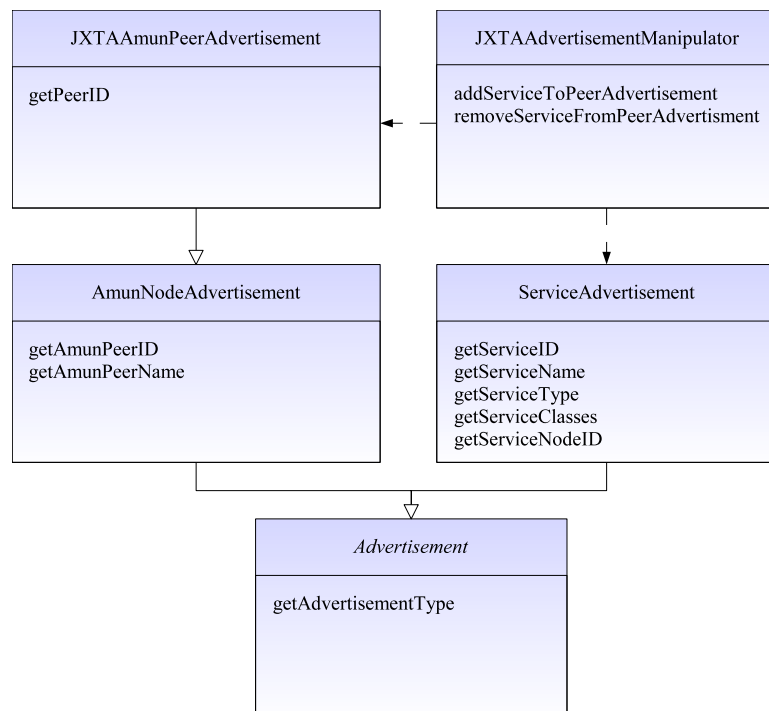 JXTAAmunPeerAdvertisement
getPeerID
JXTAAdvertisementManipulator
addServiceToPeerAdvertisement
removeServiceFromPeerAdvertisment
AmunNodeAdvertisement
getAmunPeerID
getAmunPeerName
ServiceAdvertisement
getServiceID
getServiceName
getServiceType
getServiceClasses
getServiceNodeID
Advertisement
getAdvertisementType